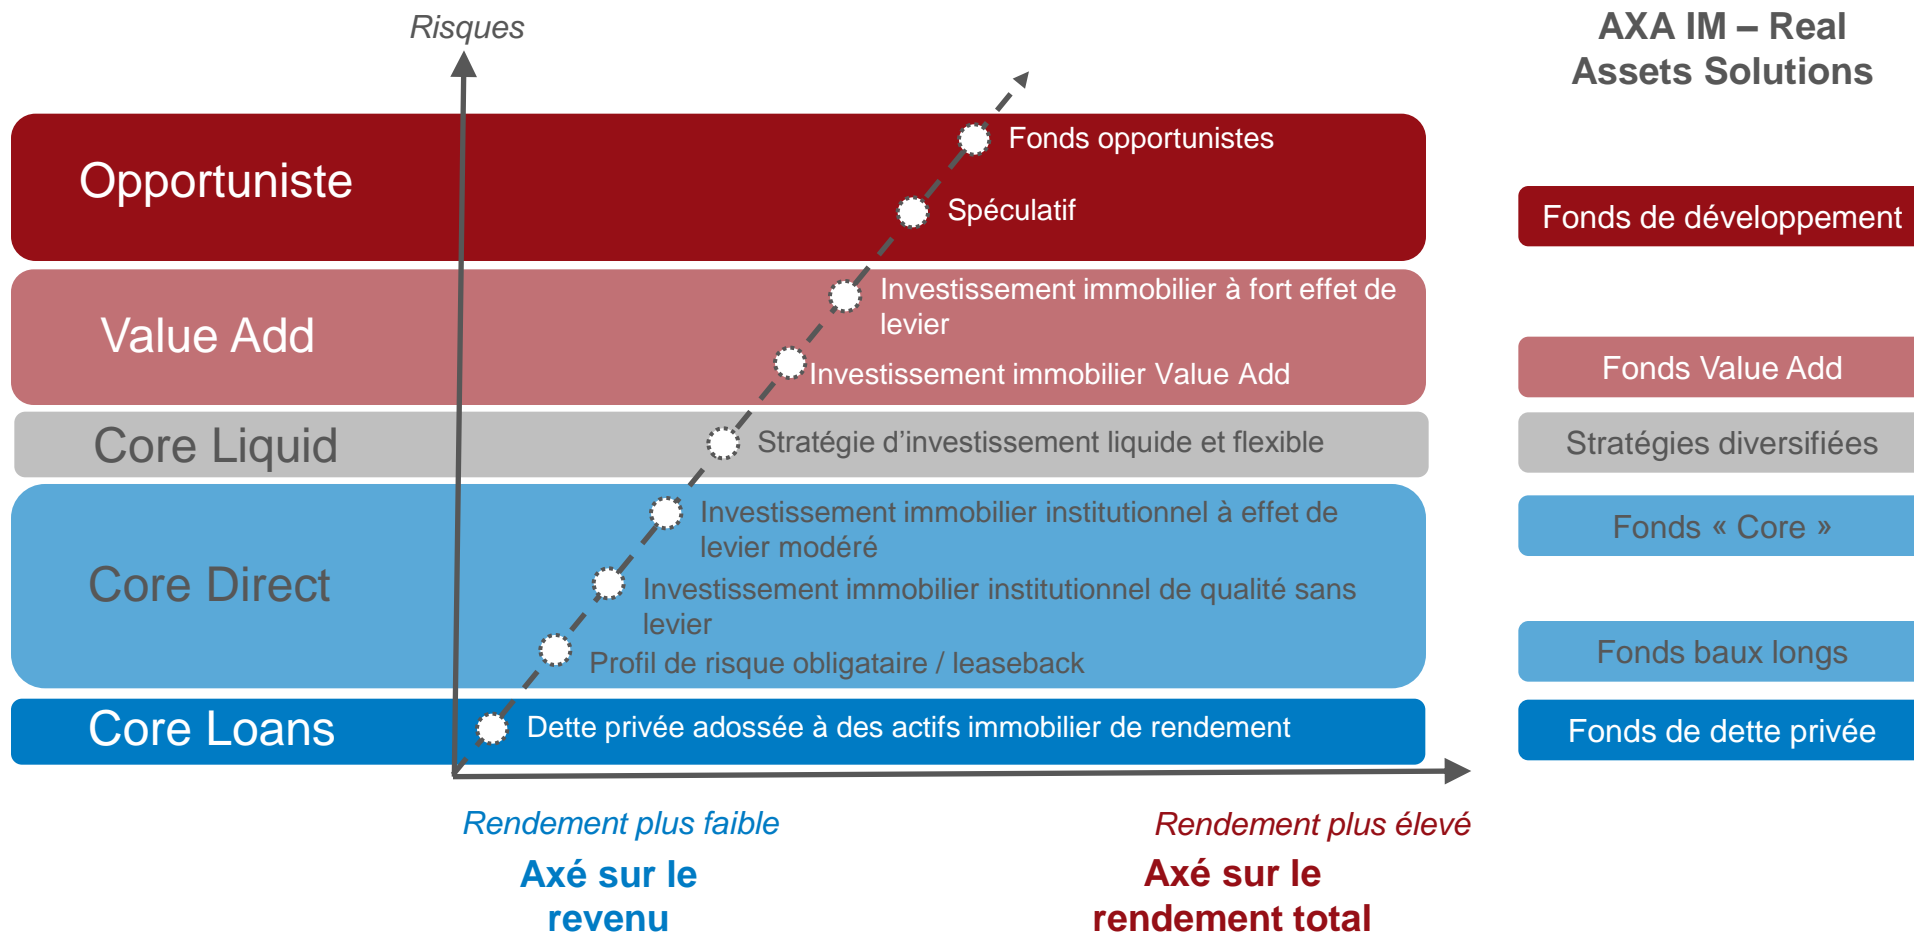 Risques
AXA IM – Real
Assets Solutions
Opportuniste
Fonds opportunistes
Spéculatif
Fonds de développement
Value Add
Investissement immobilier à fort effet de
levier
Investissement immobilier Value Add
Fonds Value Add
Core Liquid
Stratégie d’investissement liquide et flexible
Stratégies diversifiées
Core Direct
Investissement immobilier institutionnel à effet de
levier modéré
Fonds « Core »
Investissement immobilier institutionnel de qualité sans
levier
Profil de risque obligataire / leaseback
Fonds baux longs
Core Loans
Dette privée adossée à des actifs immobilier de rendement
Fonds de dette privée
Rendement plus faible
Rendement plus élevé
Axé sur le
revenu
Axé sur le
rendement total